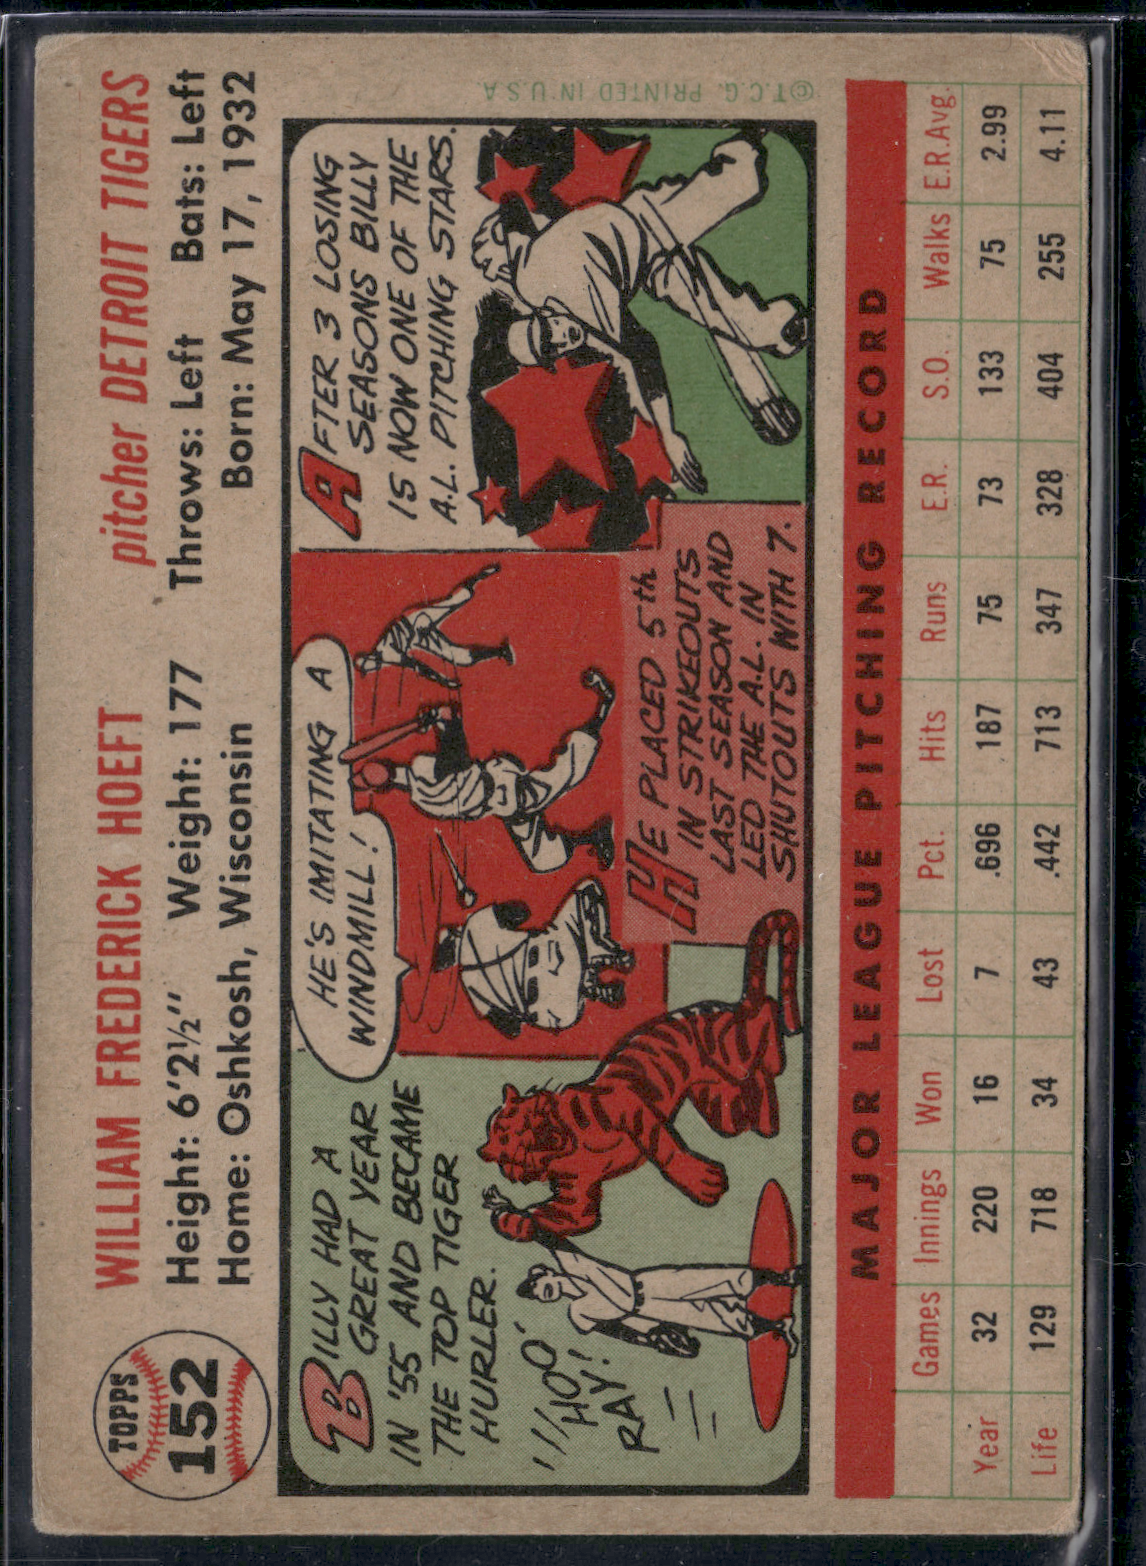 TOPPS
152
WILLIAM FREDERICK HOEFT pitcher DETROIT TIGERS
Height: 6'2½" Weight: 177 Throws: Left Bats: Left
Home: Oshkosh, Wisconsin Born: May 17, 1932
BILLY HAD A
GREAT YEAR
IN '55 AND BECAME
THE TOP TIGER
HURLER.
HOO
RAY!
HE'S IMITATING A
WINDMILL!
HE PLACED 5th
IN STRIKEOUTS
LAST SEASON AND
LED THE A.L. IN
SHUTOUTS WITH 7.
AFTER 3 LOSING
SEASONS BILLY
IS NOW ONE OF THE
A.L. PITCHING STARS.
©T.C.G. PRINTED IN U.S.A
MAJOR LEAGUE PITCHING RECORD
Games Innings Won Lost Pct. Hits Runs E.R. S.O. Walks E.R.Avg.
Year 32 220 16 7 .696 187 75 73 133 75 2.99
Life 129 718 34 43 .442 713 347 328 404 255 4.11